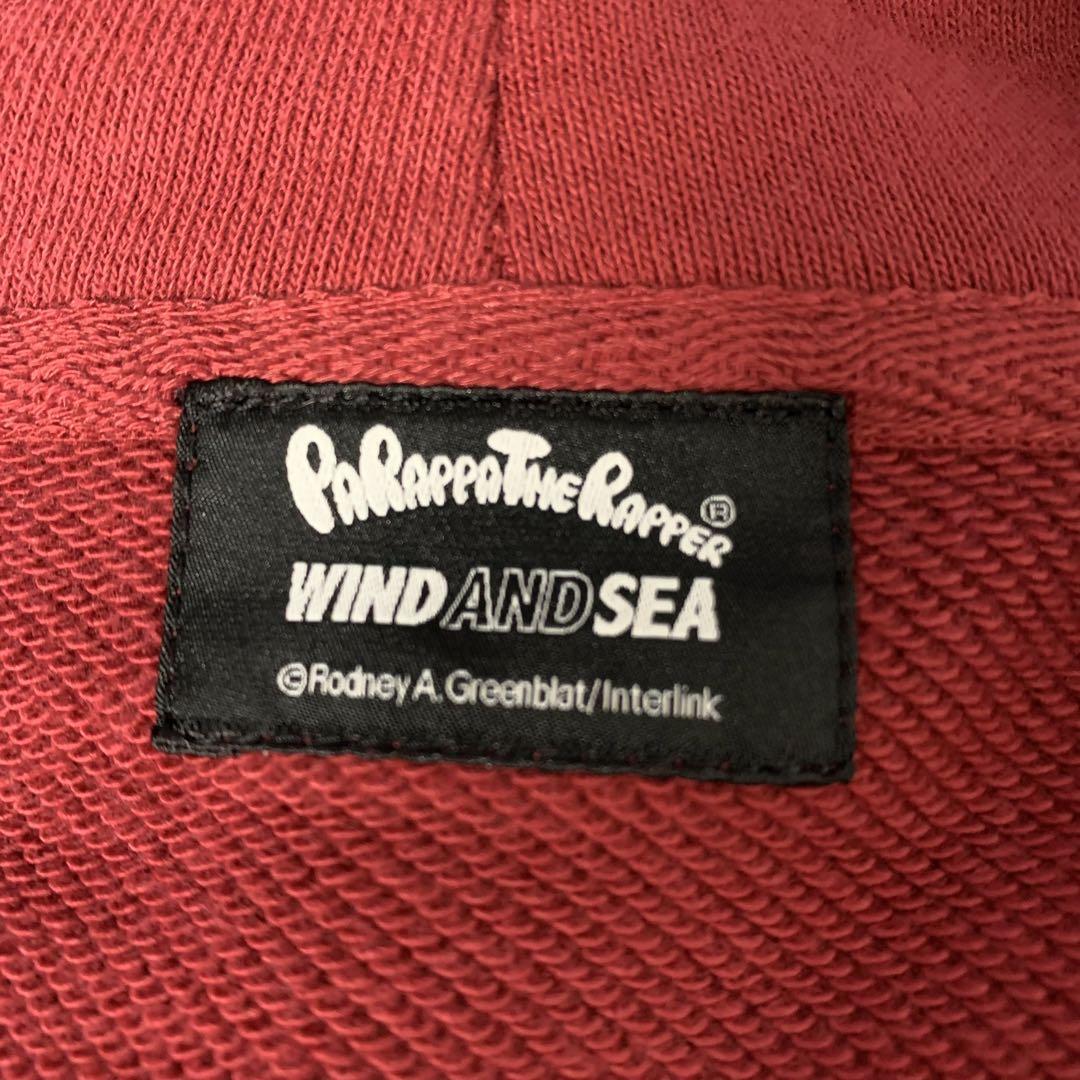 PARAPPA THE RAPPER®
WIND AND SEA
©Rodney A. Greenblat/Interlink